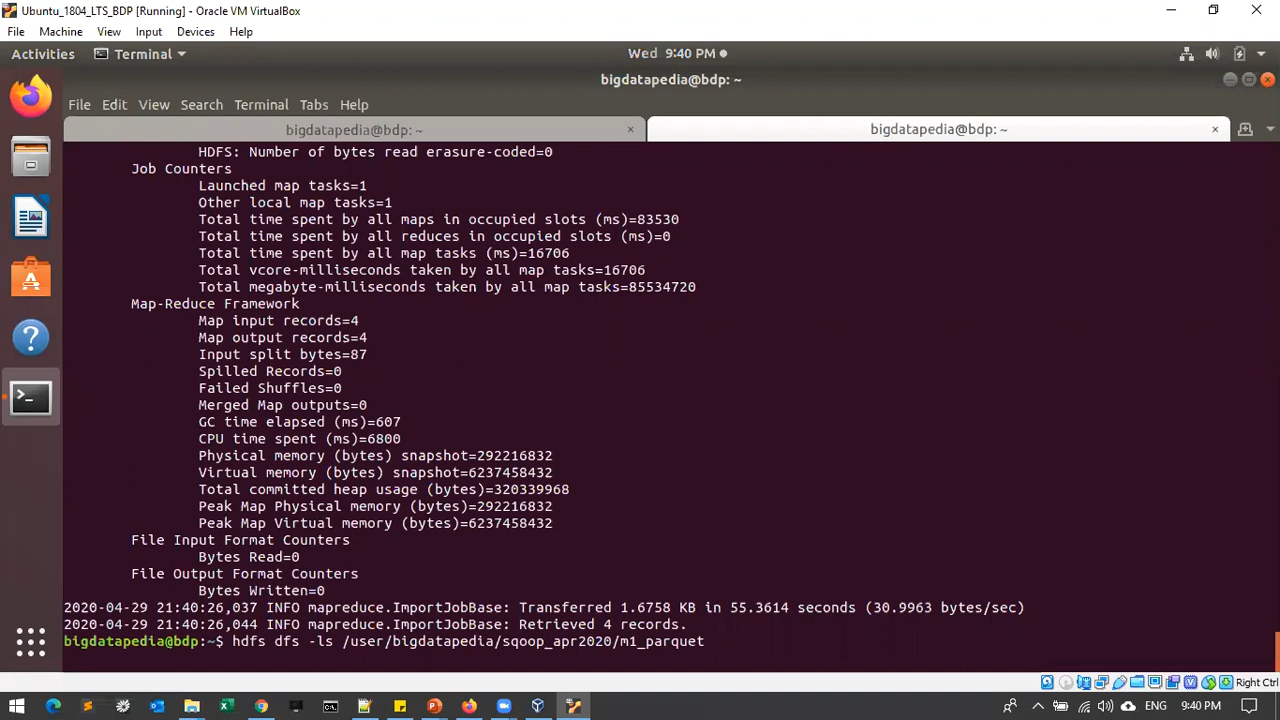 Ubuntu_1804_LTS_BDP [Running] - Oracle VM VirtualBox
File Machine View Input Devices Help
Activities Terminal Wed 9:40 PM
bigdatapedia@bdp: ~
File Edit View Search Terminal Tabs Help
bigdatapedia@bdp: ~ × bigdatapedia@bdp: ~ ×
HDFS: Number of bytes read erasure-coded=0
Job Counters
Launched map tasks=1
Other local map tasks=1
Total time spent by all maps in occupied slots (ms)=83530
Total time spent by all reduces in occupied slots (ms)=0
Total time spent by all map tasks (ms)=16706
Total vcore-milliseconds taken by all map tasks=16706
Total megabyte-milliseconds taken by all map tasks=85534720
Map-Reduce Framework
Map input records=4
Map output records=4
Input split bytes=87
Spilled Records=0
Failed Shuffles=0
Merged Map outputs=0
GC time elapsed (ms)=607
CPU time spent (ms)=6800
Physical memory (bytes) snapshot=292216832
Virtual memory (bytes) snapshot=6237458432
Total committed heap usage (bytes)=320339968
Peak Map Physical memory (bytes)=292216832
Peak Map Virtual memory (bytes)=6237458432
File Input Format Counters
Bytes Read=0
File Output Format Counters
Bytes Written=0
2020-04-29 21:40:26,037 INFO mapreduce.ImportJobBase: Transferred 1.6758 KB in 55.3614 seconds (30.9963 bytes/sec)
2020-04-29 21:40:26,044 INFO mapreduce.ImportJobBase: Retrieved 4 records.
bigdatapedia@bdp:~$ hdfs dfs -ls /user/bigdatapedia/sqoop_apr2020/m1_parquet
Right Ctrl
ENG 9:40 PM